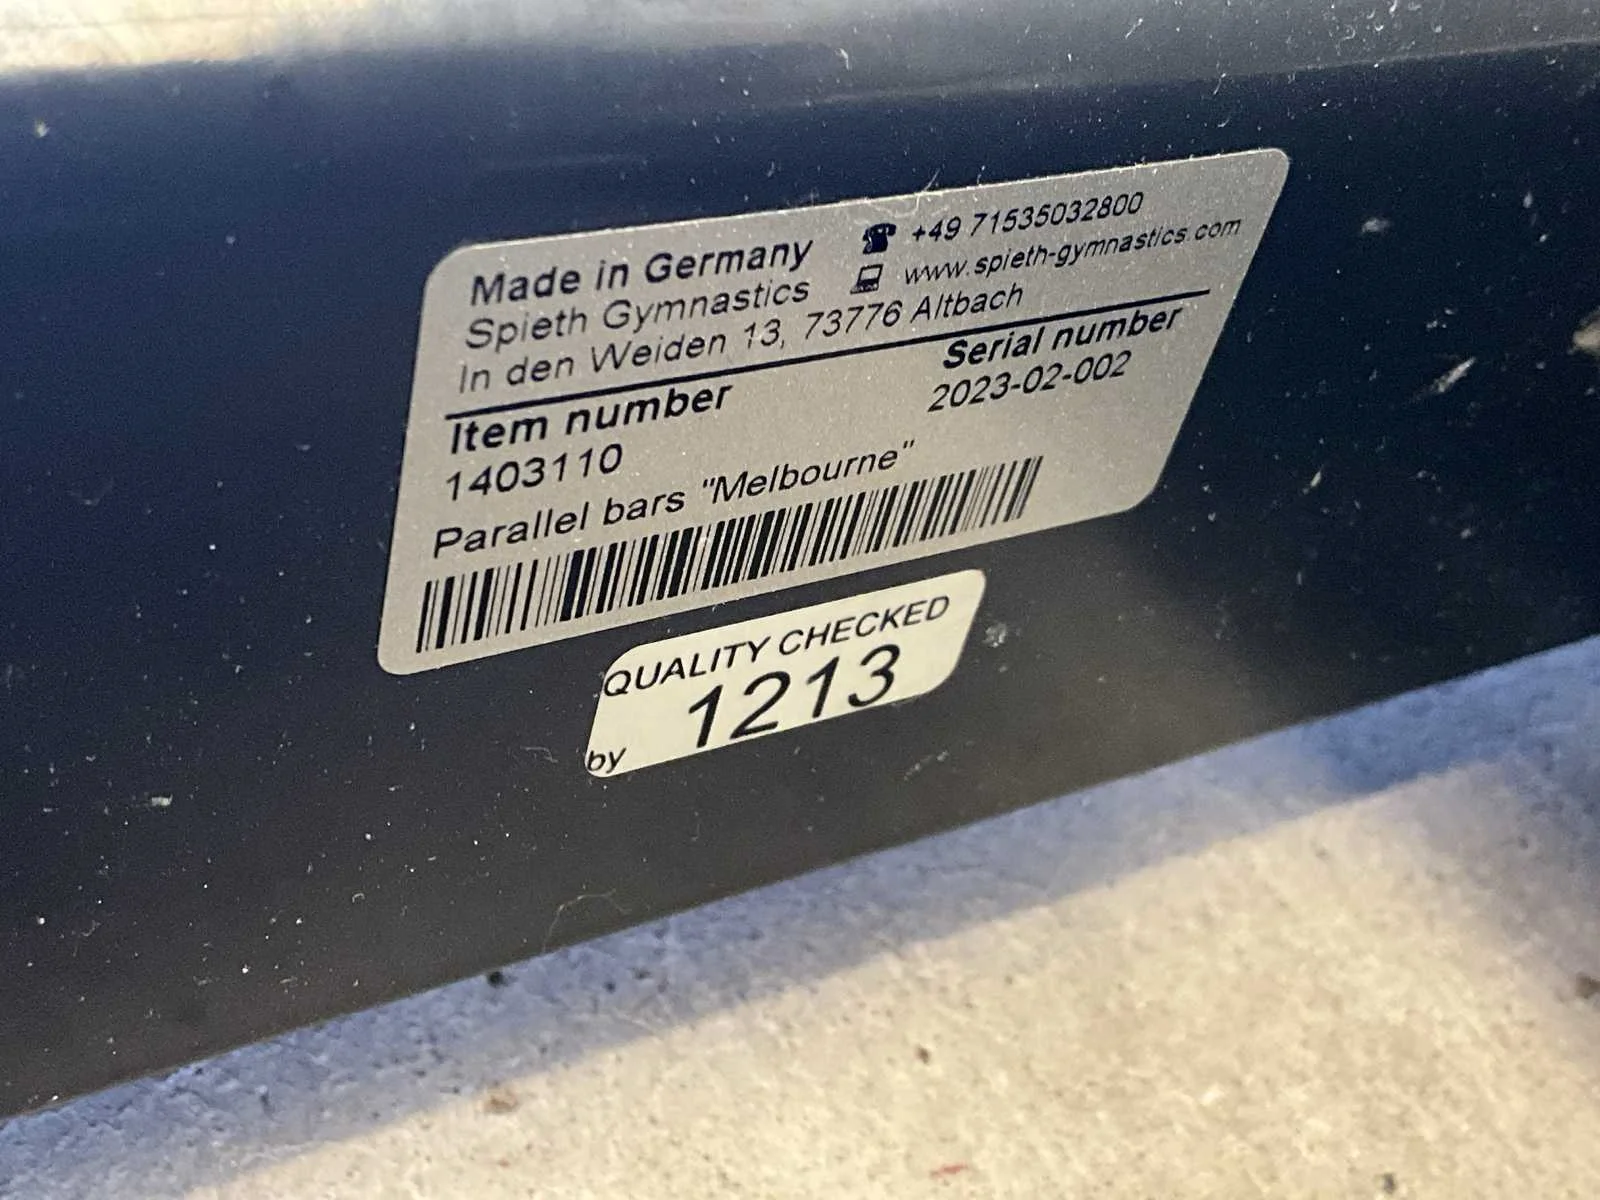 Made in Germany
Spieth Gymnastics
In den Weiden 13, 73776 Altbach
+49 71535032800
www.spieth-gymnastics.com
Item number
1403110
Serial number
2023-02-002
Parallel bars "Melbourne"
QUALITY CHECKED
by 1213